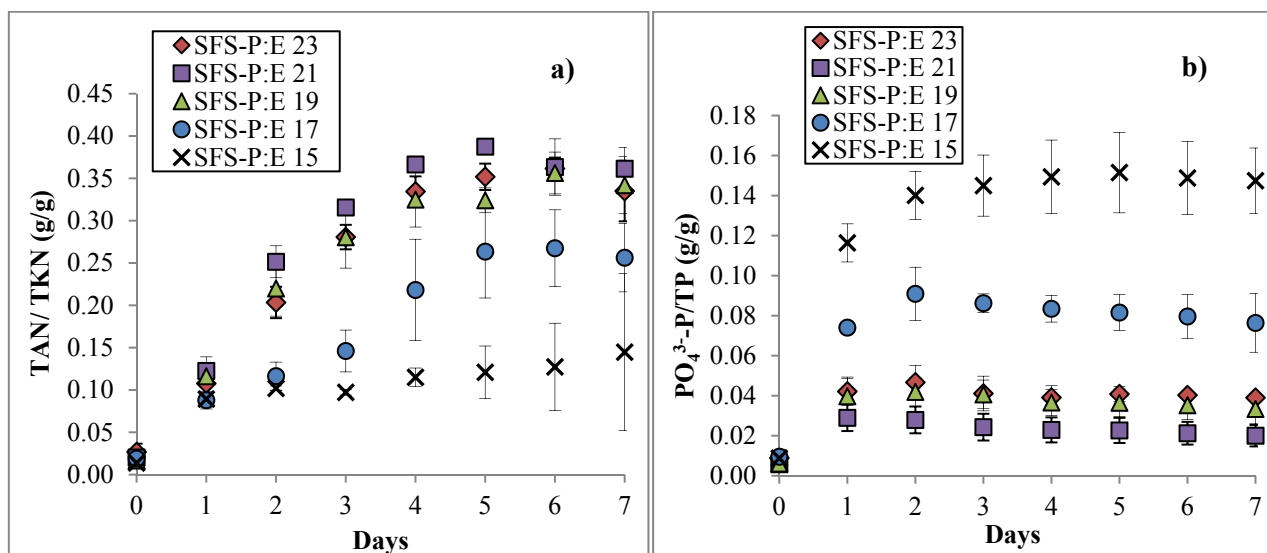 SFS-P:E 23
SFS-P:E 21
SFS-P:E 19
SFS-P:E 17
SFS-P:E 15
a)
TAN/ TKN (g/g)
0.45
0.40
0.35
0.30
0.25
0.20
0.15
0.10
0.05
0.00
0 1 2 3 4 5 6 7
Days
SFS-P:E 23
SFS-P:E 21
SFS-P:E 19
SFS-P:E 17
SFS-P:E 15
b)
PO₄³⁻-P/TP (g/g)
0.18
0.16
0.14
0.12
0.10
0.08
0.06
0.04
0.02
0.00
0 1 2 3 4 5 6 7
Days